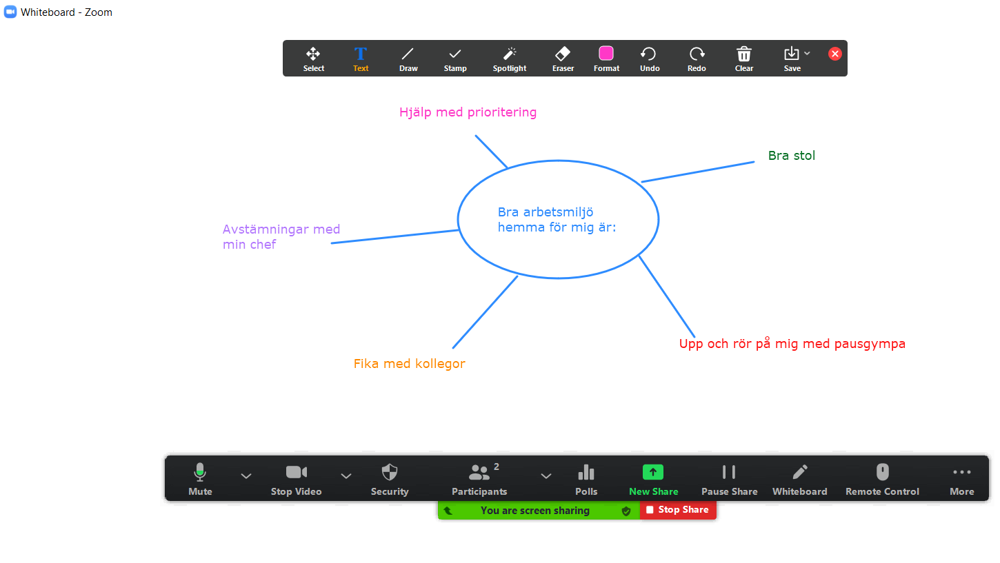 Whiteboard - Zoom
Select
Text
Draw
Stamp
Spotlight
Eraser
Format
Undo
Redo
Clear
Save
Hjälp med prioritering
Bra stol
Bra arbetsmiljö
hemma för mig är:
Avstämningar med
min chef
Upp och rör på mig med pausgympa
Fika med kollegor
2
Mute
Stop Video
Security
Participants
Polls
New Share
Pause Share
Whiteboard
Remote Control
More
You are screen sharing
Stop Share